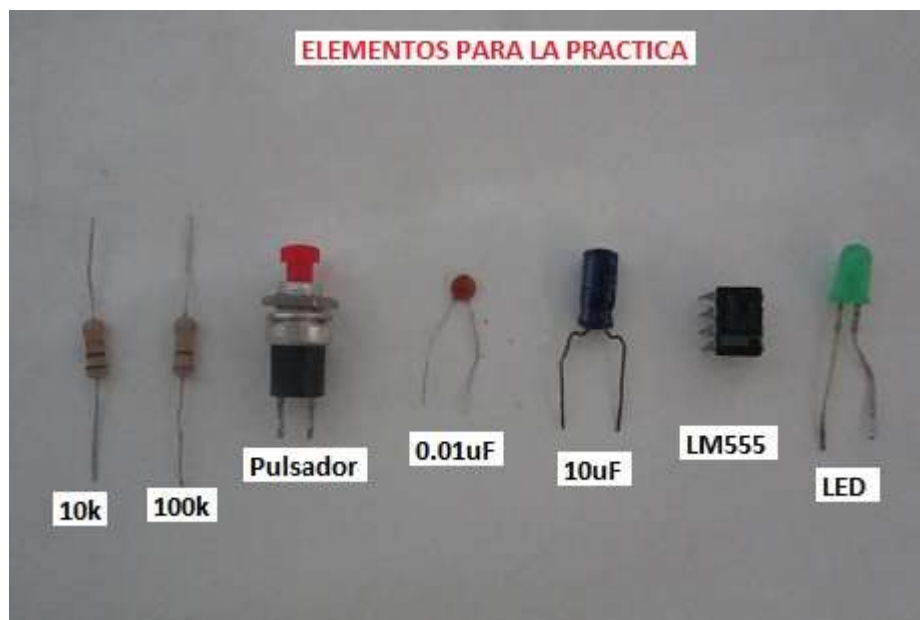 ELEMENTOS PARA LA PRACTICA
10k
100k
Pulsador
0.01uF
10uF
LM555
LED